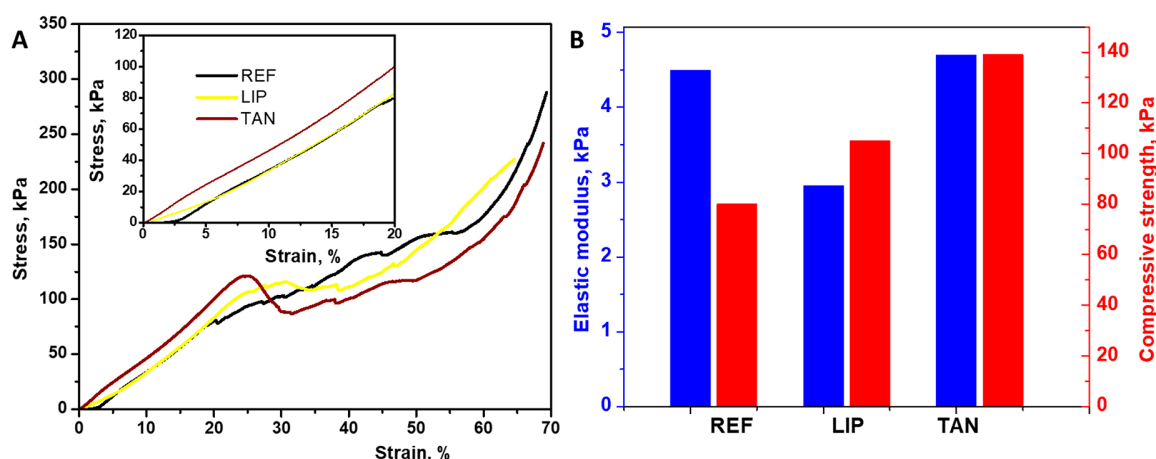 A
350
300
250
200
150
100
50
0
Stress, kPa
0 10 20 30 40 50 60 70
Strain, %
120
100
80
60
40
20
0
Stress, kPa
REF
LIP
TAN
0 5 10 15 20
Strain, %
B
5
4
3
2
1
0
Elastic modulus, kPa
REF LIP TAN
140
120
100
80
60
40
20
0
Compressive strength, kPa